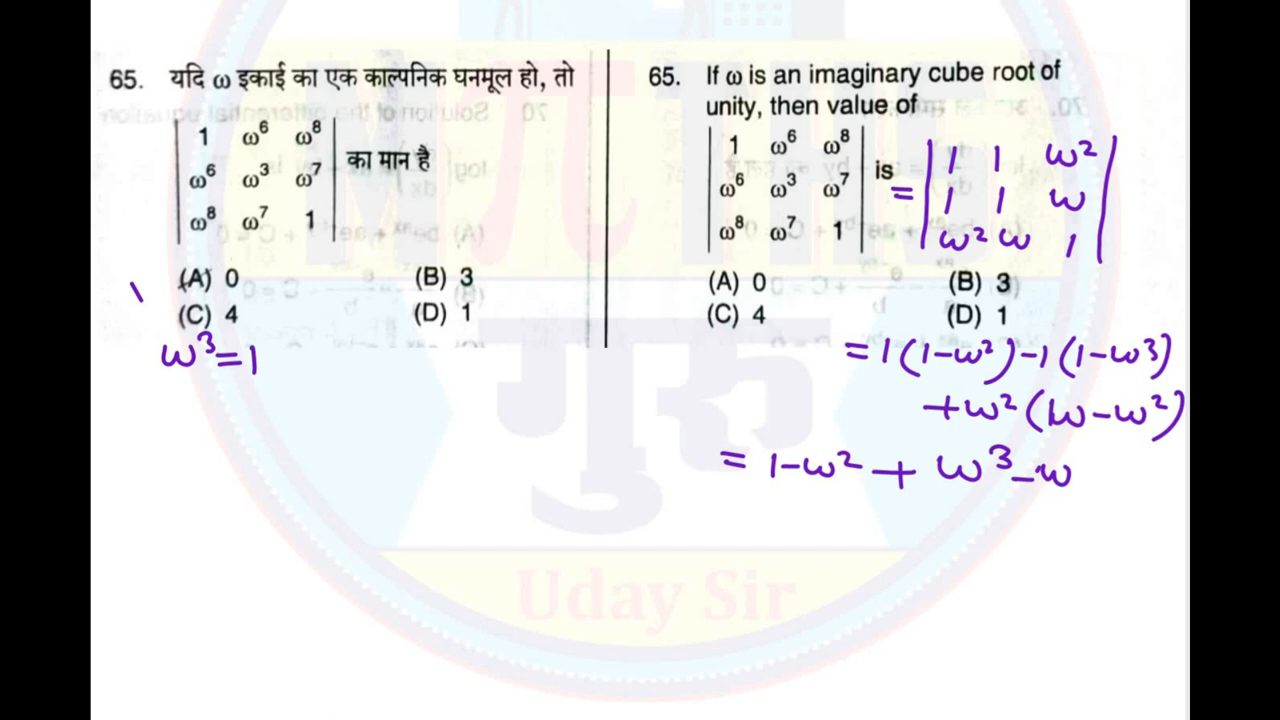 65. यदि ω इकाई का एक काल्पनिक घनमूल हो, तो
1 ω⁶ ω⁸
ω⁶ ω³ ω⁷ का मान है
ω⁸ ω⁷ 1
(A) 0 (B) 3
(C) 4 (D) 1
ω³=1
65. If ω is an imaginary cube root of
unity, then value of
1 ω⁶ ω⁸
ω⁶ ω³ ω⁷ is
ω⁸ ω⁷ 1
= 1 1 ω²
1 1 ω
ω² ω 1
(A) 0 (B) 3
(C) 4 (D) 1
=1(1-ω²)-1(1-ω3)
+ω²(1ω-ω²)
= 1-ω² + ω³-ω
गुरु
Uday Sir